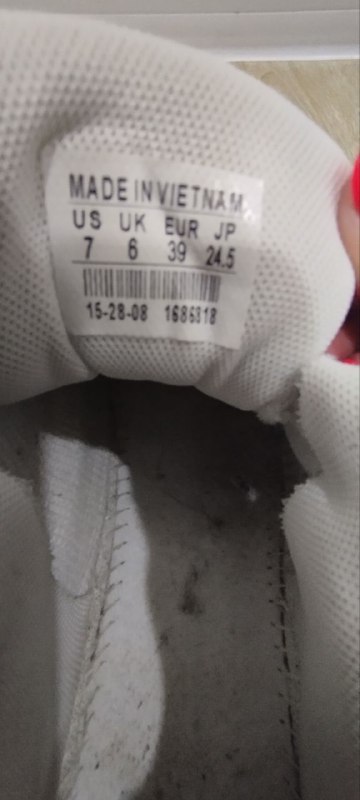 MADE IN VIETNAM
US UK EUR JP
7 6 39 24.5
15-28-08 1686818